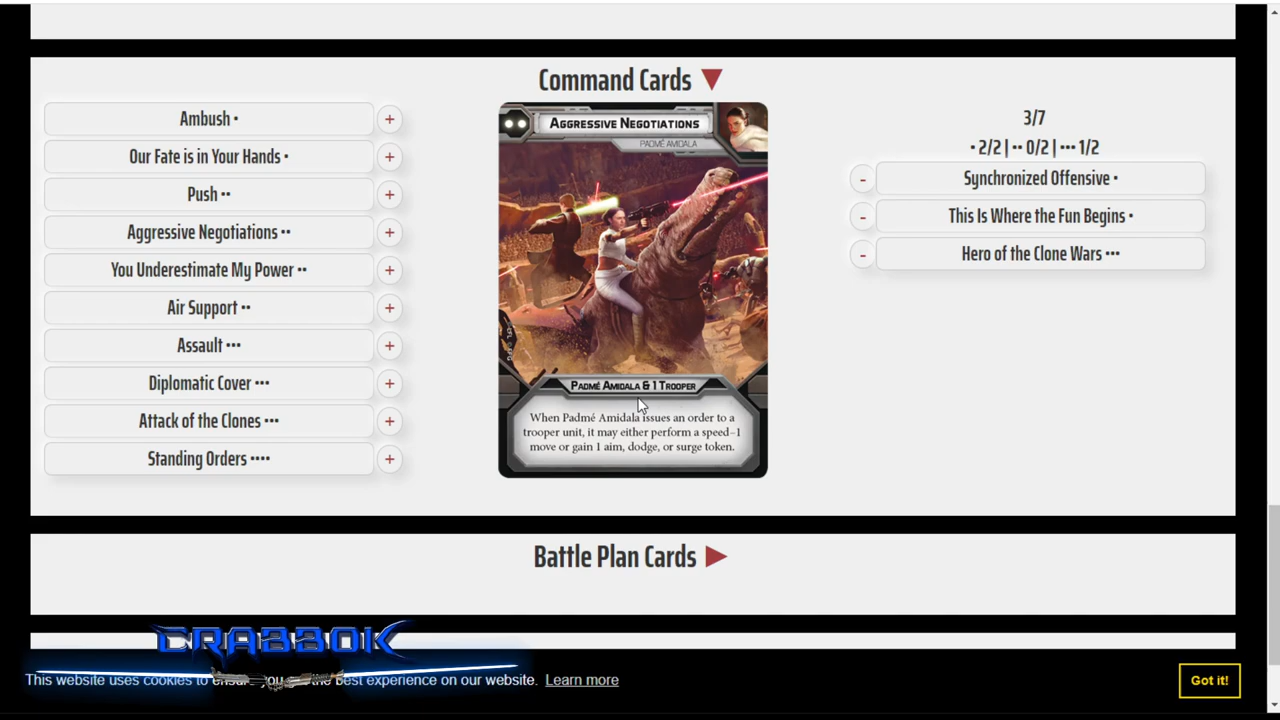 Command Cards
Ambush •
+
Our Fate is in Your Hands •
+
Push ••
+
Aggressive Negotiations ••
+
You Underestimate My Power ••
+
Air Support ••
+
Assault •••
+
Diplomatic Cover •••
+
Attack of the Clones •••
+
Standing Orders ••••
+
Aggressive Negotiations
PADMÉ AMIDALA
Padmé Amidala & 1 Trooper
When Padmé Amidala issues an order to a
trooper unit, it may either perform a speed-1
move or gain 1 aim, dodge, or surge token.
3/7
• 2/2 | •• 0/2 | ••• 1/2
- Synchronized Offensive •
- This Is Where the Fun Begins •
- Hero of the Clone Wars •••
Battle Plan Cards
CRABBOK
This website uses cookies to ensure you get the best experience on our website. Learn more
Got it!